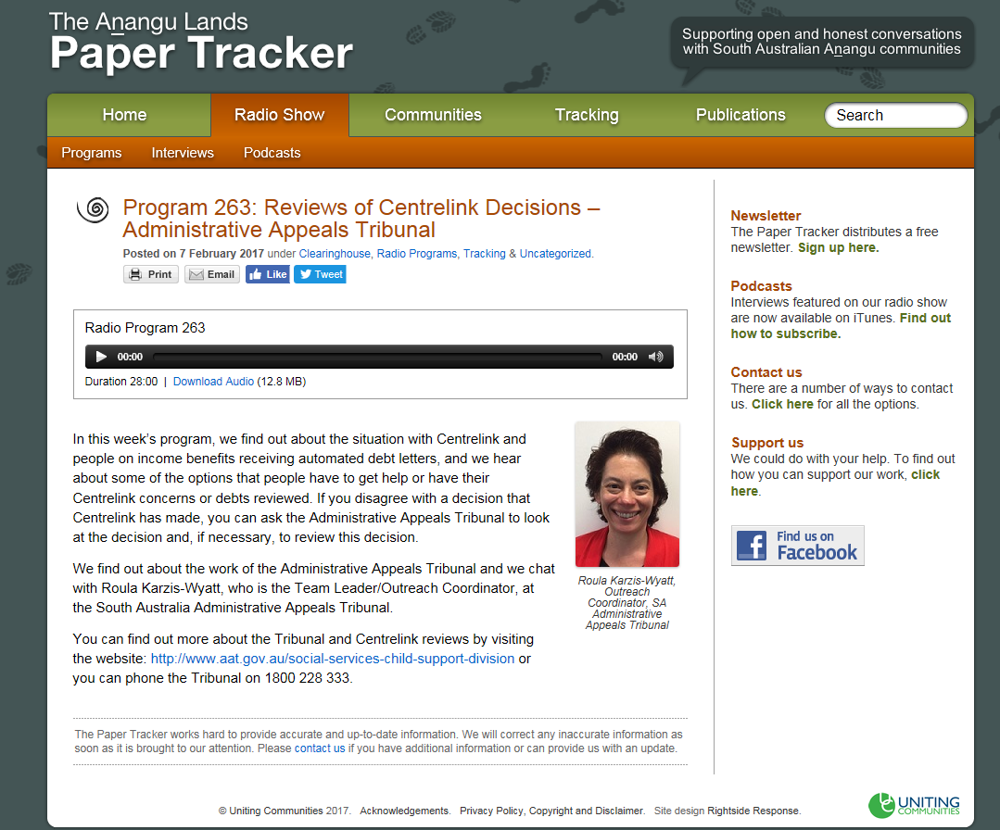 The Aṉangu Lands
Paper Tracker
Supporting open and honest conversations
with South Australian Aṉangu communities
Home
Radio Show
Communities
Tracking
Publications
Search
Programs
Interviews
Podcasts
Program 263: Reviews of Centrelink Decisions –
Administrative Appeals Tribunal
Posted on 7 February 2017 under Clearinghouse, Radio Programs, Tracking & Uncategorized.
Print
Email
Like
Tweet
Radio Program 263
00:00
00:00
Duration 28:00 | Download Audio (12.8 MB)
In this week's program, we find out about the situation with Centrelink and
people on income benefits receiving automated debt letters, and we hear
about some of the options that people have to get help or have their
Centrelink concerns or debts reviewed. If you disagree with a decision that
Centrelink has made, you can ask the Administrative Appeals Tribunal to look
at the decision and, if necessary, to review this decision.
We find out about the work of the Administrative Appeals Tribunal and we chat
with Roula Karzis-Wyatt, who is the Team Leader/Outreach Coordinator, at
the South Australia Administrative Appeals Tribunal.
You can find out more about the Tribunal and Centrelink reviews by visiting
the website: http://www.aat.gov.au/social-services-child-support-division or
you can phone the Tribunal on 1800 228 333.
Roula Karzis-Wyatt,
Outreach
Coordinator, SA
Administrative
Appeals Tribunal
The Paper Tracker works hard to provide accurate and up-to-date information. We will correct any inaccurate information as
soon as it is brought to our attention. Please contact us if you have additional information or can provide us with an update.
Newsletter
The Paper Tracker distributes a free
newsletter. Sign up here.
Podcasts
Interviews featured on our radio show
are now available on iTunes. Find out
how to subscribe.
Contact us
There are a number of ways to contact
us. Click here for all the options.
Support us
We could do with your help. To find out
how you can support our work, click
here.
Find us on
Facebook
© Uniting Communities 2017. Acknowledgements. Privacy Policy, Copyright and Disclaimer. Site design Rightside Response.
UNITING
COMMUNITIES